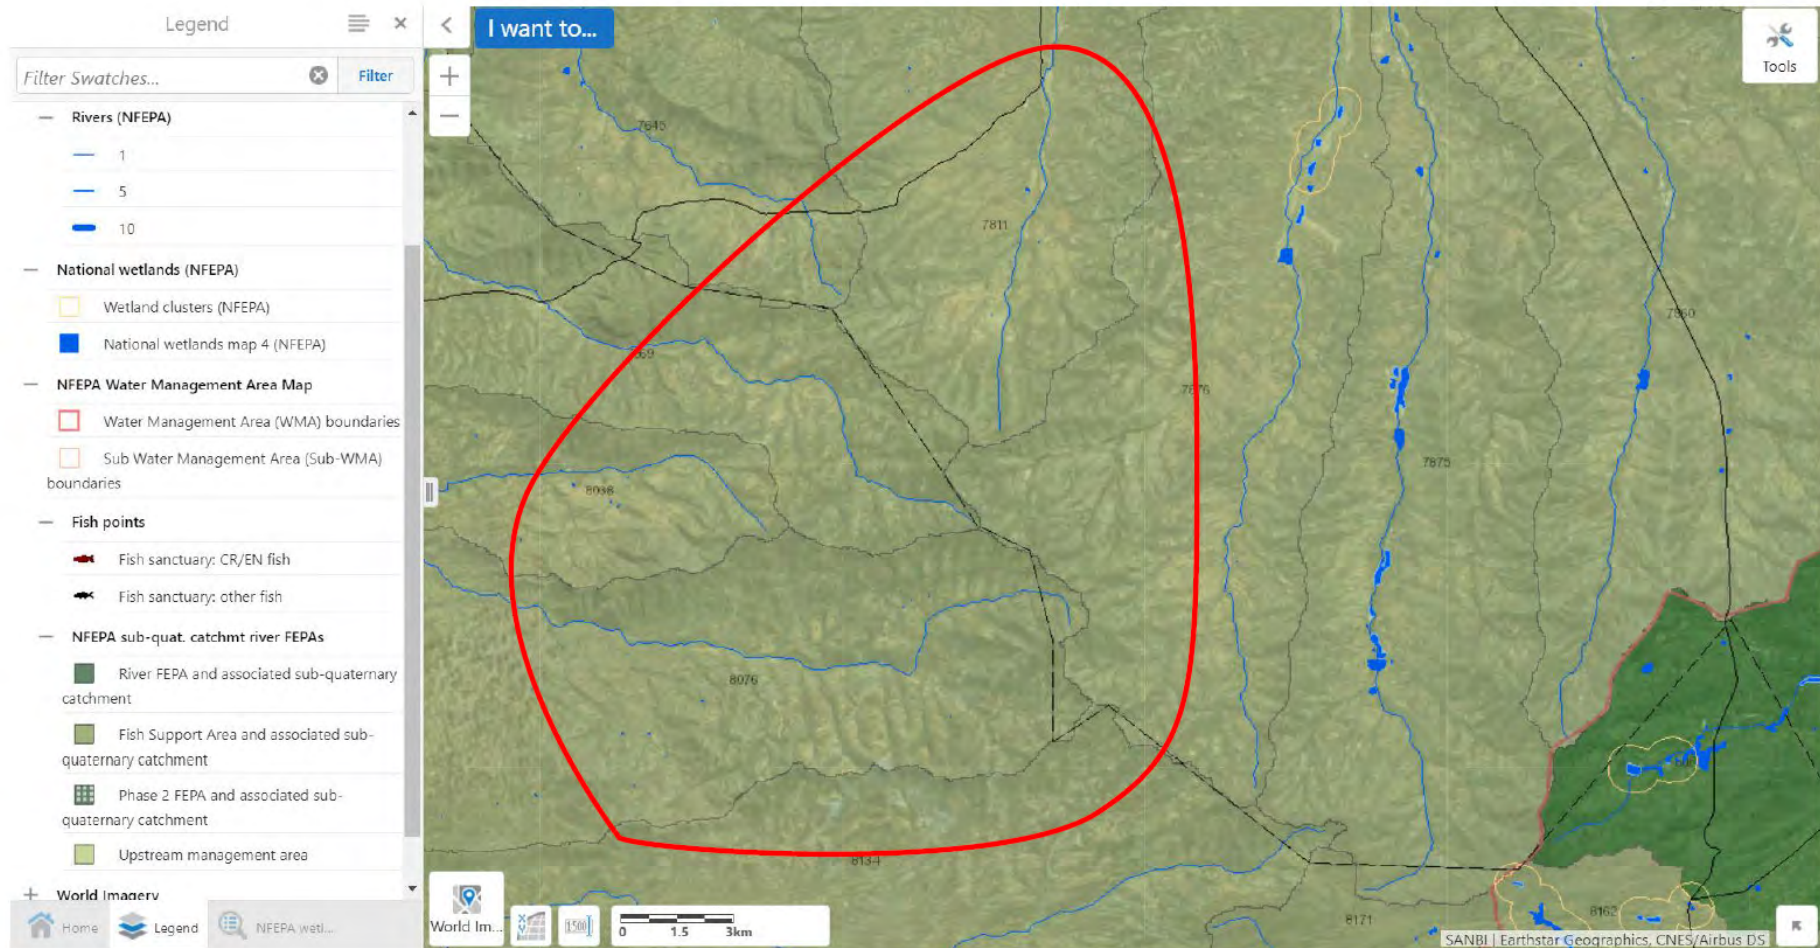 Legend
Filter Swatches...
Filter
Rivers (NFEPA)
1
5
10
National wetlands (NFEPA)
Wetland clusters (NFEPA)
National wetlands map 4 (NFEPA)
NFEPA Water Management Area Map
Water Management Area (WMA) boundaries
Sub Water Management Area (Sub-WMA)
boundaries
Fish points
Fish sanctuary: CR/EN fish
Fish sanctuary: other fish
NFEPA sub-quat. catchmt river FEPAs
River FEPA and associated sub-quaternary
catchment
Fish Support Area and associated sub-
quaternary catchment
Phase 2 FEPA and associated sub-
quaternary catchment
Upstream management area
World Imagery
Home
Legend
NFEPA wetl...
I want to...
Tools
7645
7811
7876
7875
8038
8076
8134
8171
8162
World Im...
1:500
0 1.5 3km
SANBI | Earthstar Geographics, CNES/Airbus DS